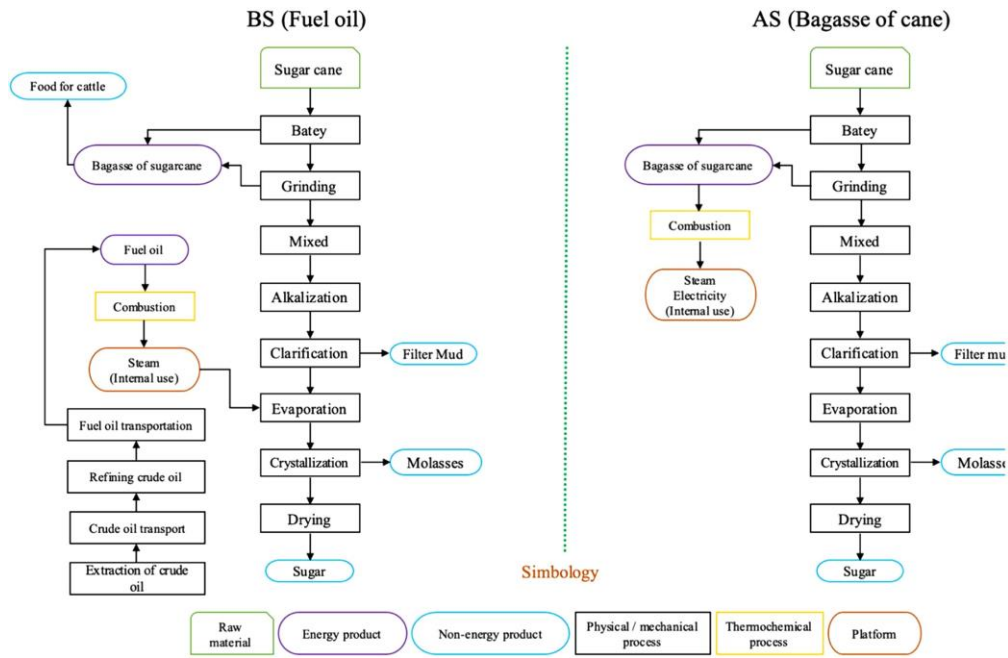 BS (Fuel oil)
Sugar cane
Food for cattle
Batey
Bagasse of sugarcane
Grinding
Mixed
Fuel oil
Combustion
Alkalization
Steam
(Internal use)
Clarification
Filter Mud
Evaporation
Fuel oil transportation
Refining crude oil
Crystallization
Molasses
Crude oil transport
Drying
Extraction of crude
oil
Sugar
AS (Bagasse of cane)
Sugar cane
Batey
Bagasse of sugarcane
Grinding
Combustion
Mixed
Steam
Electricity
(Internal use)
Alkalization
Clarification
Filter mu
Evaporation
Crystallization
Molasse
Drying
Sugar
Simbology
Raw
material
Energy product
Non-energy product
Physical / mechanical
process
Thermochemical
process
Platform